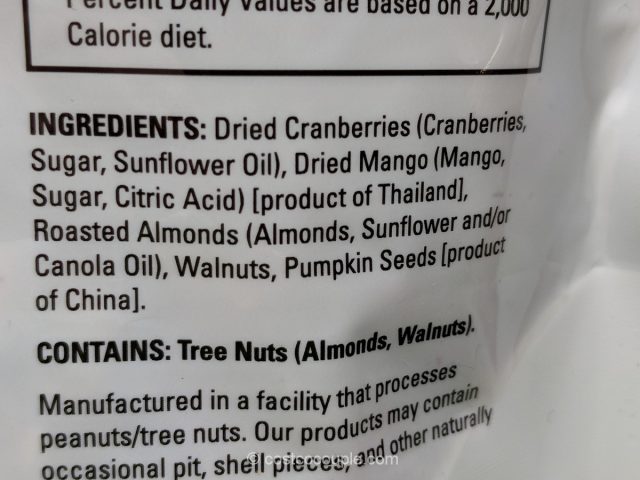 Percent Daily Values are based on a 2,000
Calorie diet.
INGREDIENTS: Dried Cranberries (Cranberries,
Sugar, Sunflower Oil), Dried Mango (Mango,
Sugar, Citric Acid) [product of Thailand],
Roasted Almonds (Almonds, Sunflower and/or
Canola Oil), Walnuts, Pumpkin Seeds [product
of China].
CONTAINS: Tree Nuts (Almonds, Walnuts).
Manufactured in a facility that processes
peanuts/tree nuts. Our products may contain
occasional pit, shell pieces, and other naturally
© costcocouple.com